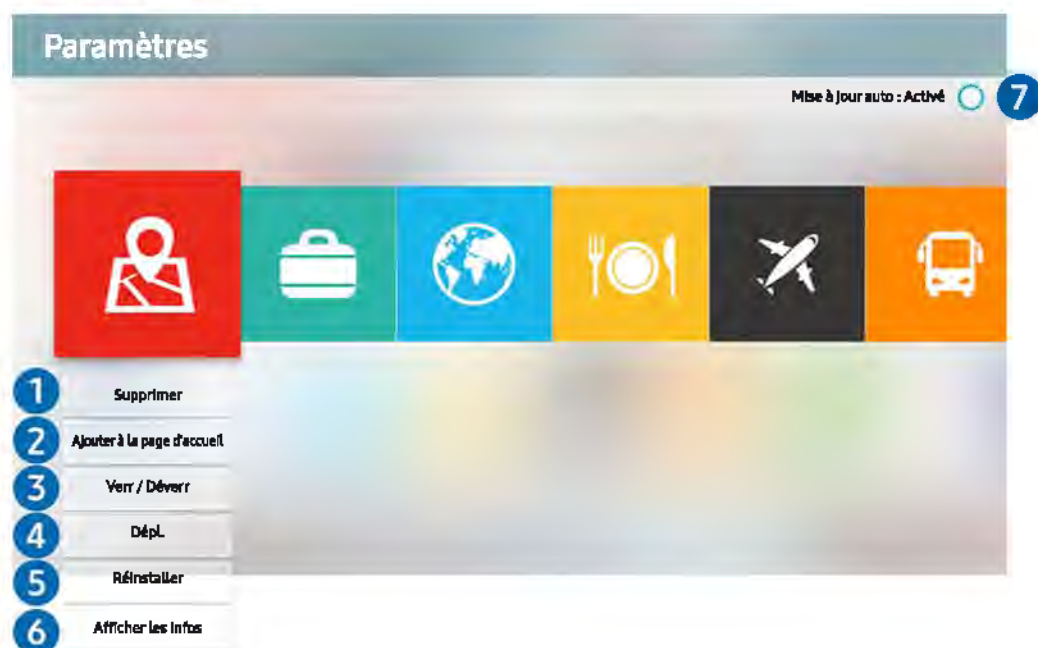 Paramètres
Mise à jour auto : Activé 7
1 Supprimer
2 Ajouter à la page d'accueil
3 Verr / Déverr
4 Dépl.
5 Réinstaller
6 Afficher les infos